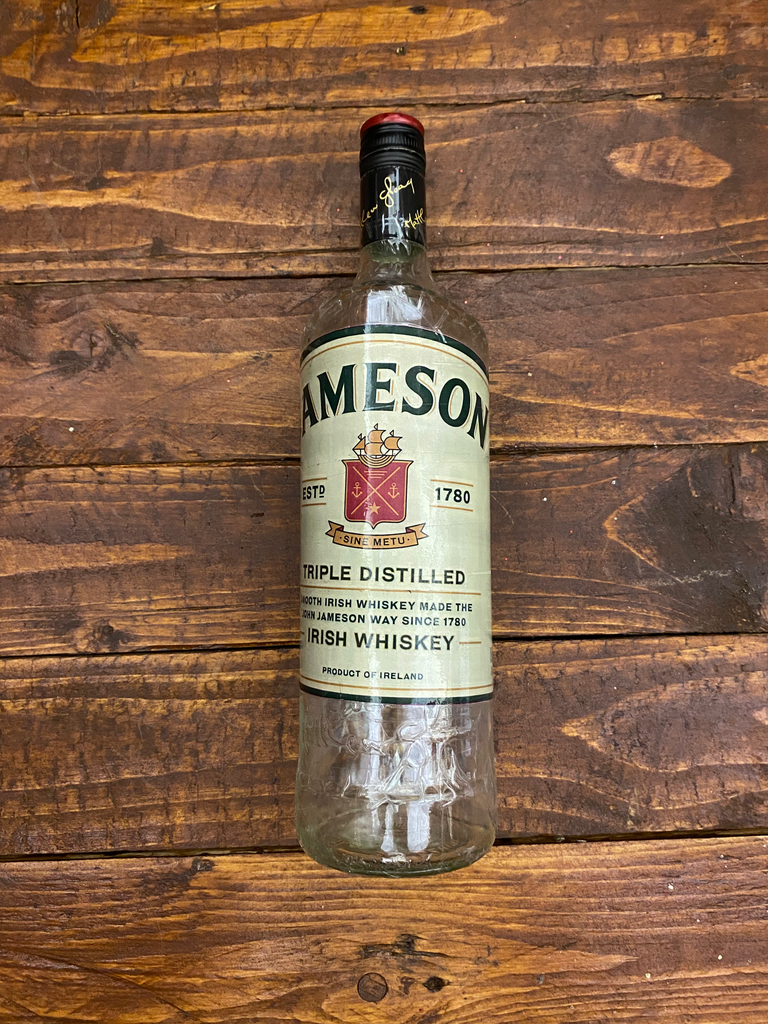 AMESON
ESTD 1780
·SINE METU·
TRIPLE DISTILLED
MOOTH IRISH WHISKEY MADE THE
JOHN JAMESON WAY SINCE 1780
IRISH WHISKEY
PRODUCT OF IRELAND